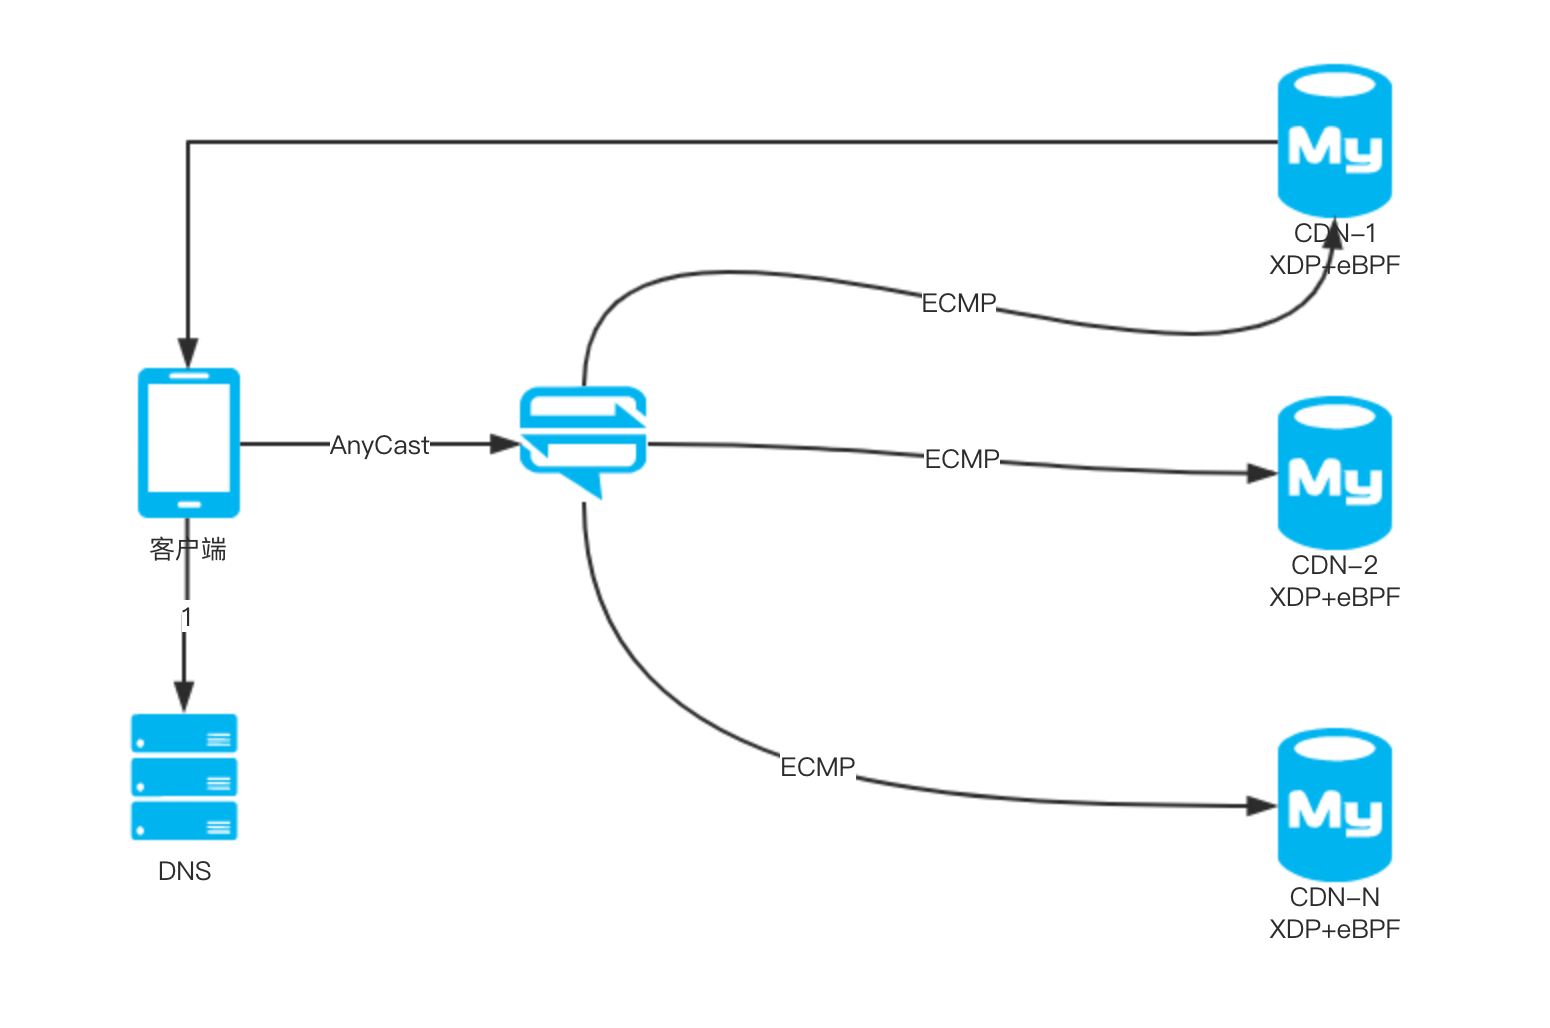 My
CDN-1
XDP+eBPF
ECMP
My
AnyCast
ECMP
客户端
CDN-2
XDP+eBPF
1
My
ECMP
DNS
CDN-N
XDP+eBPF